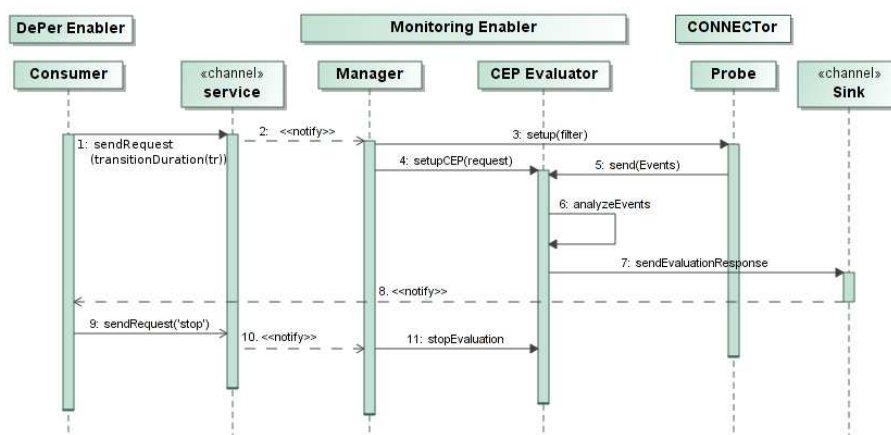 DePer Enabler
Monitoring Enabler
CONNECTor
Consumer
«channel»
service
Manager
CEP Evaluator
Probe
«channel»
Sink
1: sendRequest
(transitionDuration(tr))
2: <<notify>>
3: setup(filter)
4: setupCEP(request)
5: send(Events)
6: analyzeEvents
7: sendEvaluationResponse
8. <<notify>>
9: sendRequest('stop')
10. <<notify>>
11: stopEvaluation